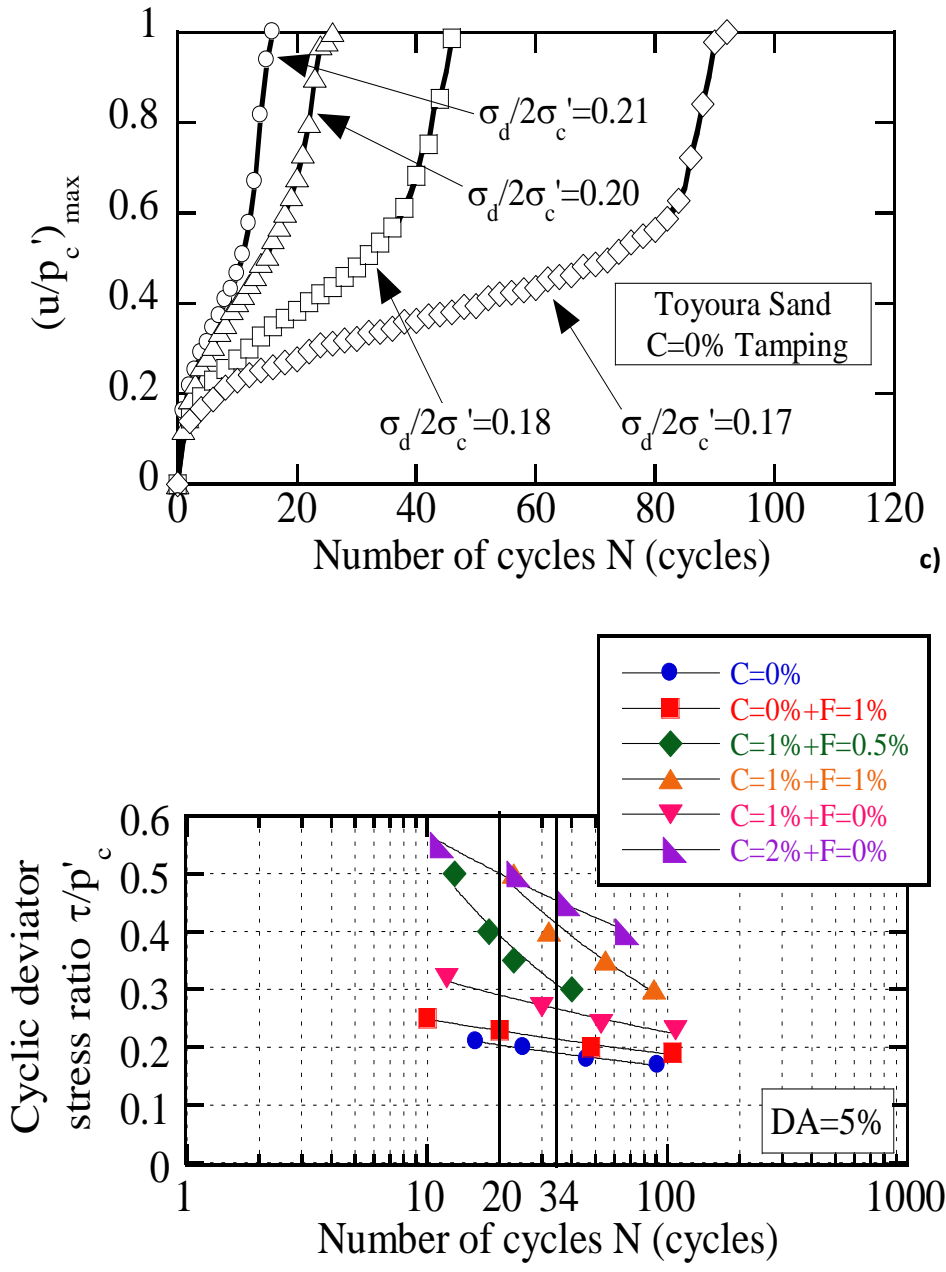 1
0.8
0.6
0.4
0.2
0
(u/p_c')_max
σ_d/2σ_c'=0.21
σ_d/2σ_c'=0.20
Toyoura Sand
C=0% Tamping
σ_d/2σ_c'=0.18
σ_d/2σ_c'=0.17
0 20 40 60 80 100 120
Number of cycles N (cycles)
c)
C=0%
C=0%+F=1%
C=1%+F=0.5%
C=1%+F=1%
C=1%+F=0%
C=2%+F=0%
0.6
0.5
0.4
0.3
0.2
0.1
0
Cyclic deviator
stress ratio τ/p'_c
DA=5%
1 10 20 34 100 1000
Number of cycles N (cycles)